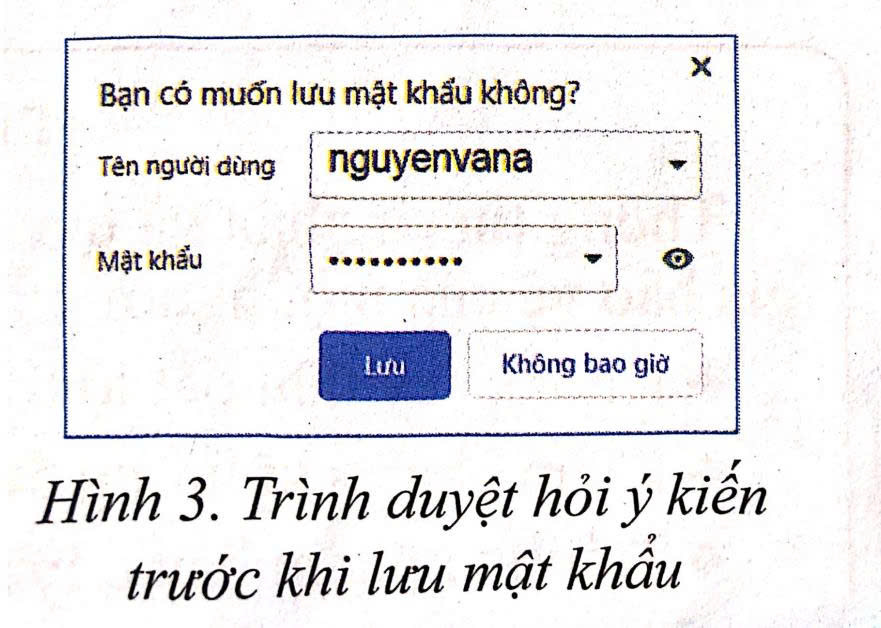 Bạn có muốn lưu mật khẩu không?
Tên người dùng nguyenvana
Mật khẩu ••••••••••
Lưu Không bao giờ
Hình 3. Trình duyệt hỏi ý kiến
trước khi lưu mật khẩu